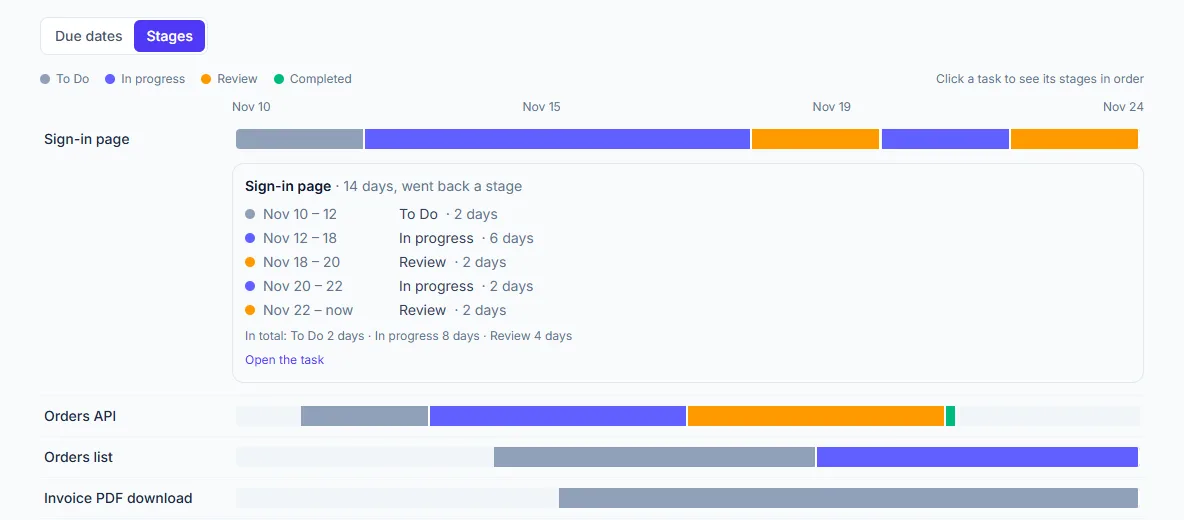 Due dates Stages
To Do In progress Review Completed Click a task to see its stages in order
Nov 10 Nov 15 Nov 19 Nov 24
Sign-in page
Sign-in page · 14 days, went back a stage
Nov 10 – 12 To Do · 2 days
Nov 12 – 18 In progress · 6 days
Nov 18 – 20 Review · 2 days
Nov 20 – 22 In progress · 2 days
Nov 22 – now Review · 2 days
In total: To Do 2 days · In progress 8 days · Review 4 days
Open the task
Orders API
Orders list
Invoice PDF download